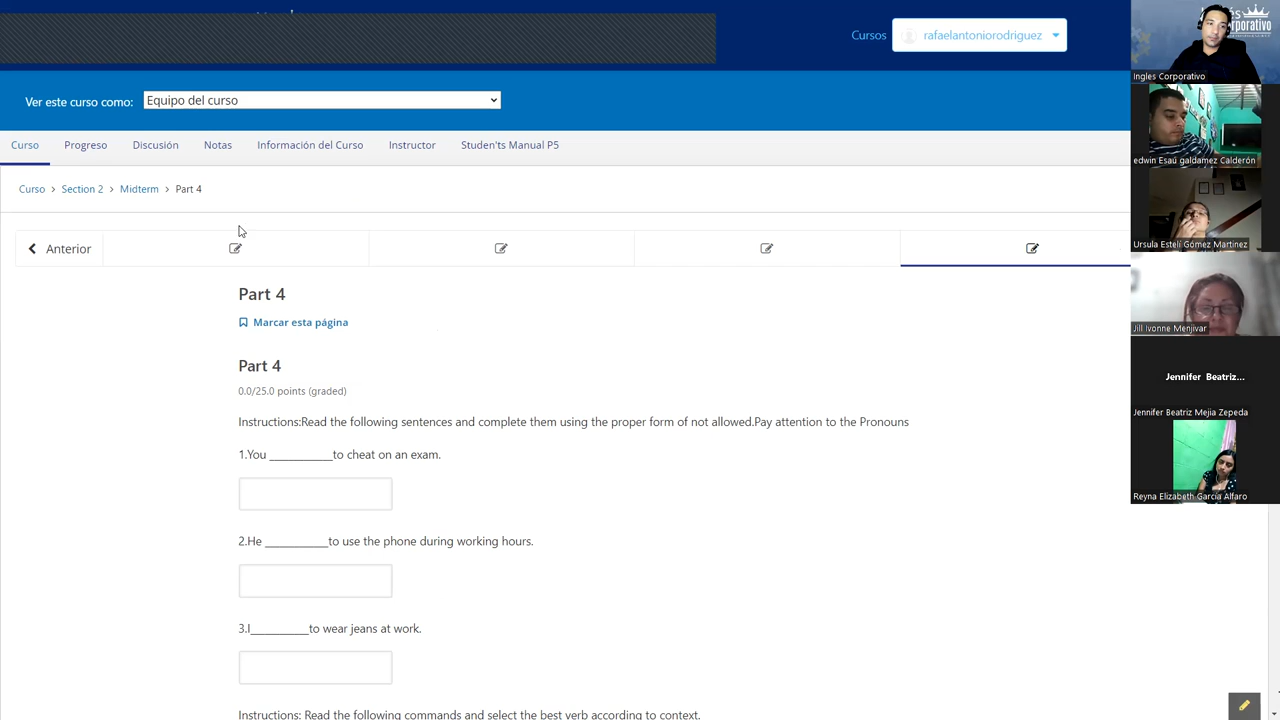 Cursos
rafaelantoniorodriguez
Ver este curso como:
Equipo del curso
Curso
Progreso
Discusión
Notas
Información del Curso
Instructor
Studen'ts Manual P5
Curso > Section 2 > Midterm > Part 4
Anterior
Part 4
Marcar esta página
Part 4
0.0/25.0 points (graded)
Instructions:Read the following sentences and complete them using the proper form of not allowed.Pay attention to the Pronouns
1.You ____________to cheat on an exam.
2.He ____________to use the phone during working hours.
3.I___________to wear jeans at work.
Instructions: Read the following commands and select the best verb according to context.
Ingles Corporativo
edwin Esaú galdamez Calderón
Ursula Estelí Gómez Martinez
Jill Ivonne Menjivar
Jennifer Beatriz...
Jennifer Beatriz Mejia Zepeda
Reyna Elizabeth García Alfaro